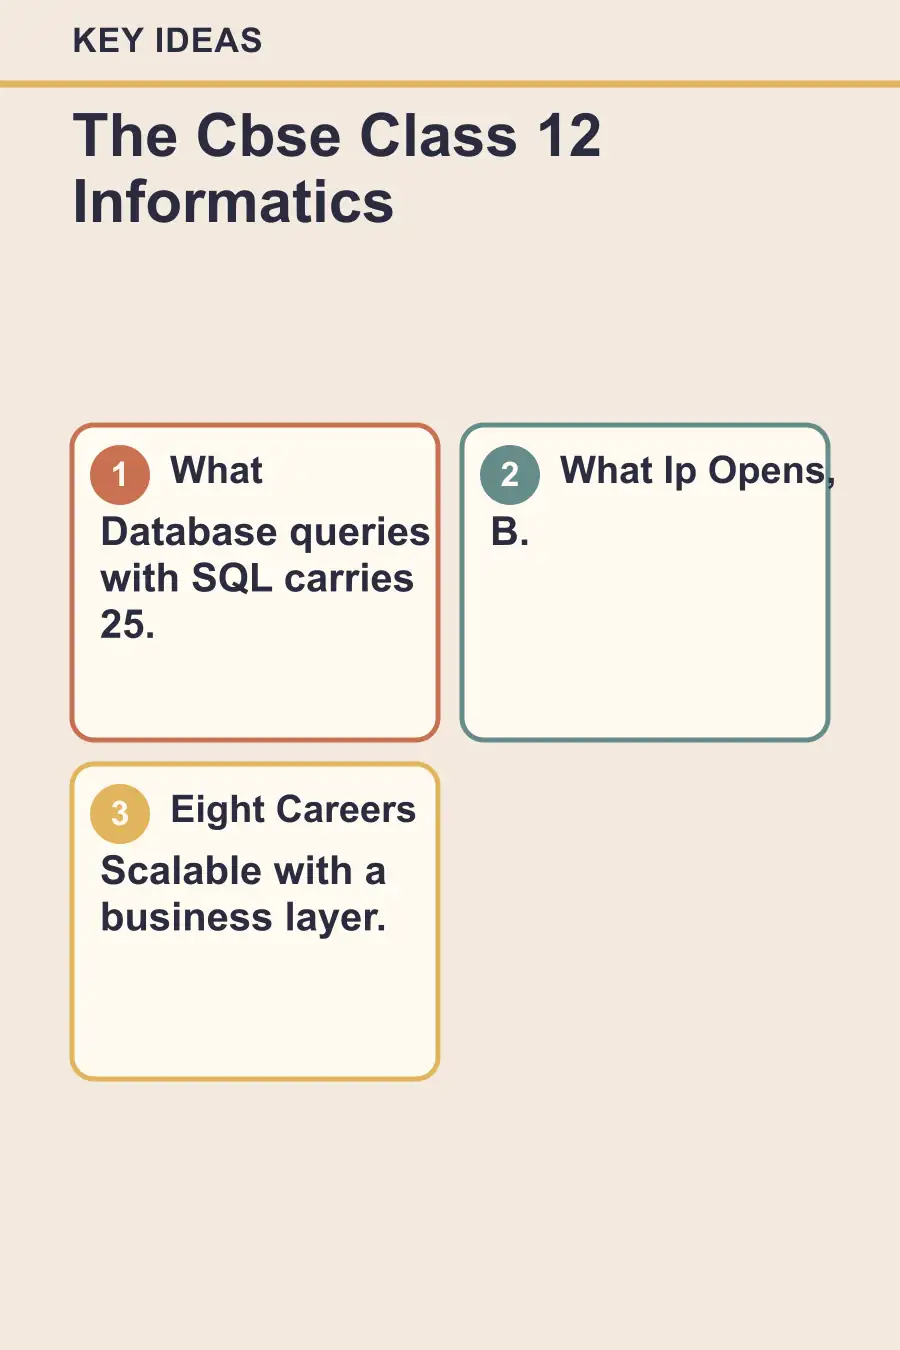 KEY IDEAS
The Cbse Class 12
Informatics
1 What
Database queries
with SQL carries
25.
2 What Ip Opens,
B.
3 Eight Careers
Scalable with a
business layer.